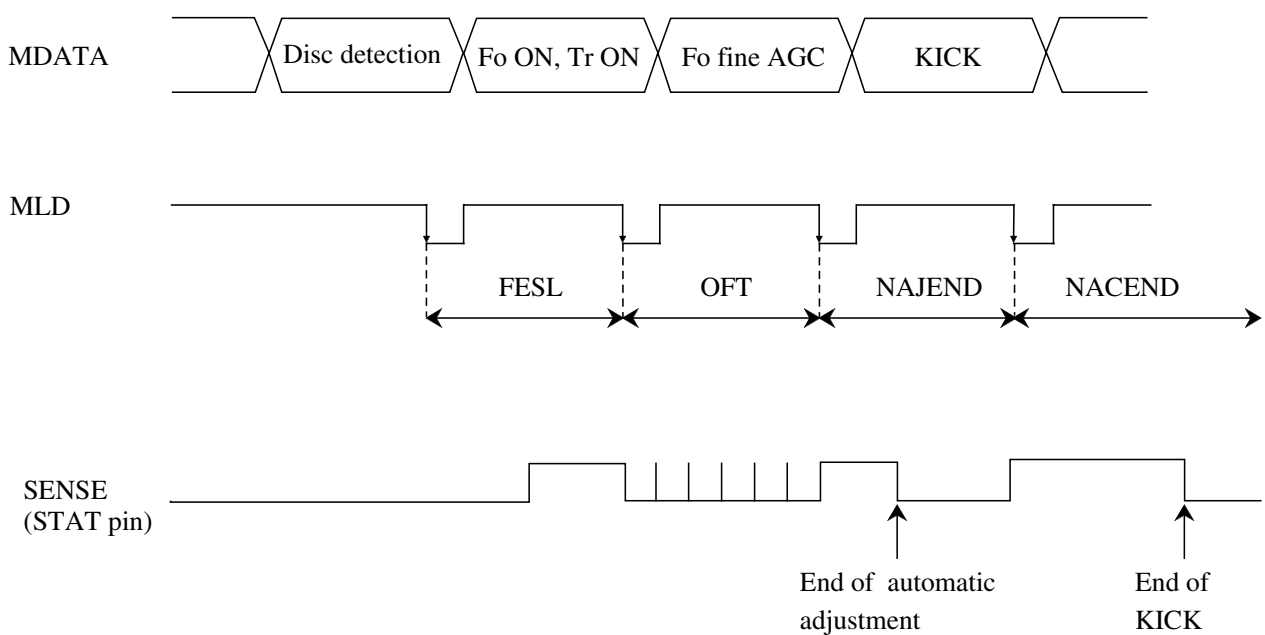 MDATA
Disc detection
Fo ON, Tr ON
Fo fine AGC
KICK
MLD
FESL
OFT
NAJEND
NACEND
SENSE
(STAT pin)
End of automatic
adjustment
End of
KICK